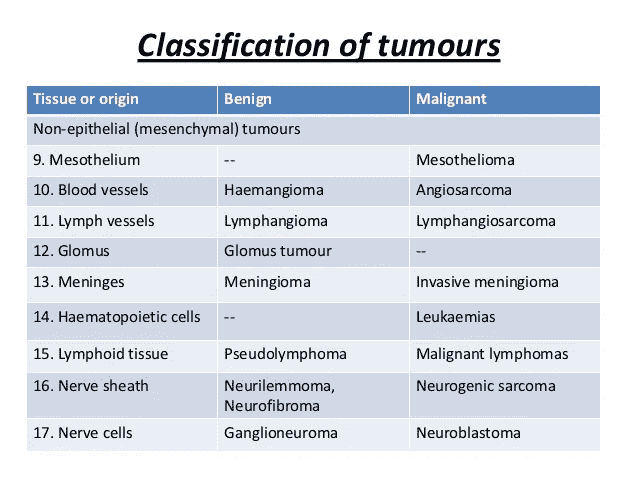 Classification of tumours
Tissue or origin Benign Malignant
Non-epithelial (mesenchymal) tumours
9. Mesothelium -- Mesothelioma
10. Blood vessels Haemangioma Angiosarcoma
11. Lymph vessels Lymphangioma Lymphangiosarcoma
12. Glomus Glomus tumour --
13. Meninges Meningioma Invasive meningioma
14. Haematopoietic cells -- Leukaemias
15. Lymphoid tissue Pseudolymphoma Malignant lymphomas
16. Nerve sheath Neurilemmoma, Neurogenic sarcoma
Neurofibroma
17. Nerve cells Ganglioneuroma Neuroblastoma